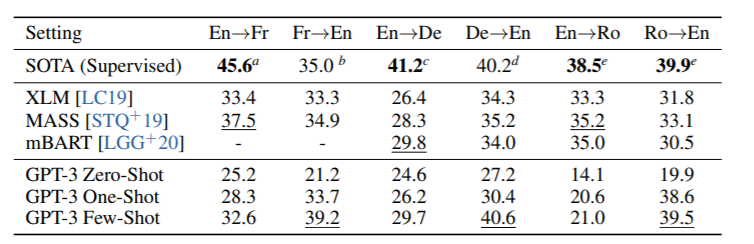 Setting En→Fr Fr→En En→De De→En En→Ro Ro→En
SOTA (Supervised) 45.6a 35.0 b 41.2c 40.2d 38.5e 39.9e
XLM [LC19] 33.4 33.3 26.4 34.3 33.3 31.8
MASS [STQ+19] 37.5 34.9 28.3 35.2 35.2 33.1
mBART [LGG+20] - - 29.8 34.0 35.0 30.5
GPT-3 Zero-Shot 25.2 21.2 24.6 27.2 14.1 19.9
GPT-3 One-Shot 28.3 33.7 26.2 30.4 20.6 38.6
GPT-3 Few-Shot 32.6 39.2 29.7 40.6 21.0 39.5